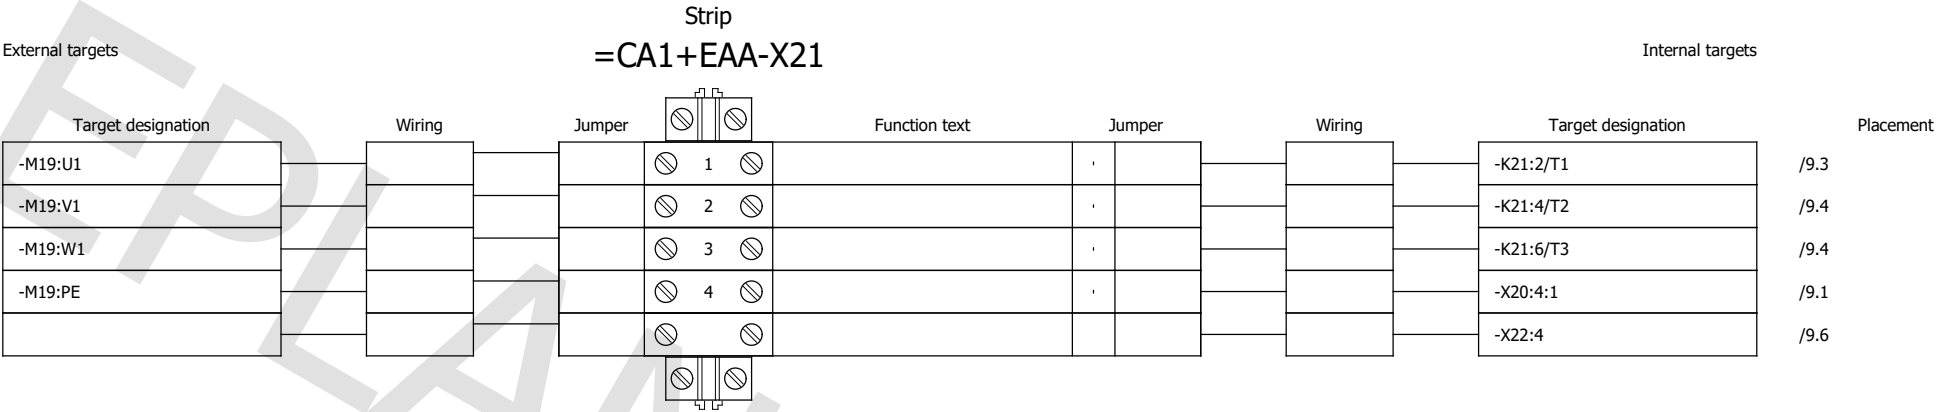 Strip
External targets =CA1+EAA-X21 Internal targets
Target designation Wiring Jumper Function text Jumper Wiring Target designation Placement
-M19:U1 1 -K21:2/T1 /9.3
-M19:V1 2 -K21:4/T2 /9.4
-M19:W1 3 -K21:6/T3 /9.4
-M19:PE 4 -X20:4:1 /9.1
-X22:4 /9.6
EPLAN